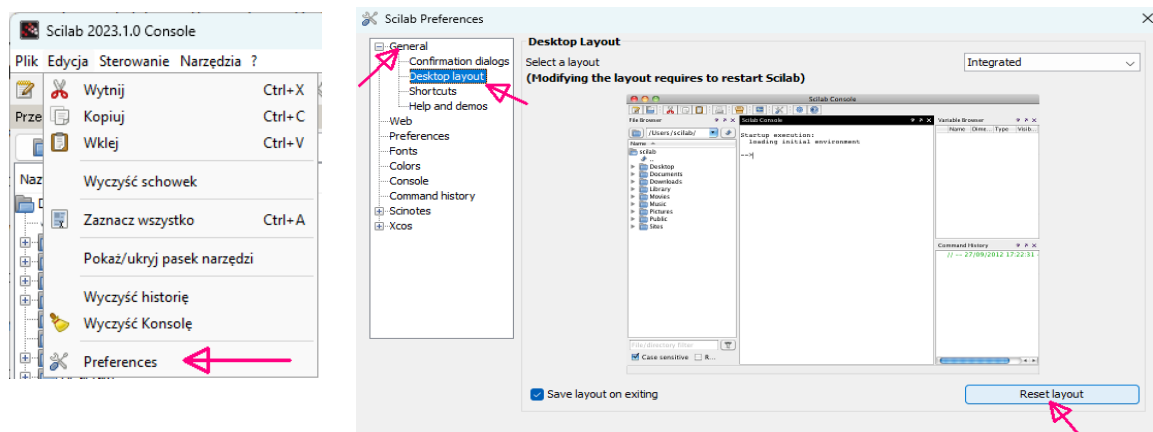 Scilab 2023.1.0 Console
Plik Edycja Sterowanie Narzędzia ?
Wytnij Ctrl+X
Prze
Kopiuj Ctrl+C
Wklej Ctrl+V
Naz
Wyczyść schowek
Zaznacz wszystko Ctrl+A
Pokaż/ukryj pasek narzędzi
Wyczyść historię
Wyczyść Konsolę
Preferences
Scilab Preferences
General
Confirmation dialogs
Desktop layout
Shortcuts
Help and demos
Web
Preferences
Fonts
Colors
Console
Command history
Scinotes
Xcos
Desktop Layout
Select a layout Integrated
(Modifying the layout requires to restart Scilab)
Scilab Console
File Browser
/Users/scilab/
Name
scilab
..
Desktop
Documents
Downloads
Library
Movies
Music
Pictures
Public
Sites
File/directory filter
Case sensitive R...
Scilab Console
Startup execution:
loading initial environment
-->
Variable Browser
Name Dime... Type Visib...
Command History
// -- 27/09/2012 17:22:31
Save layout on exiting
Reset layout